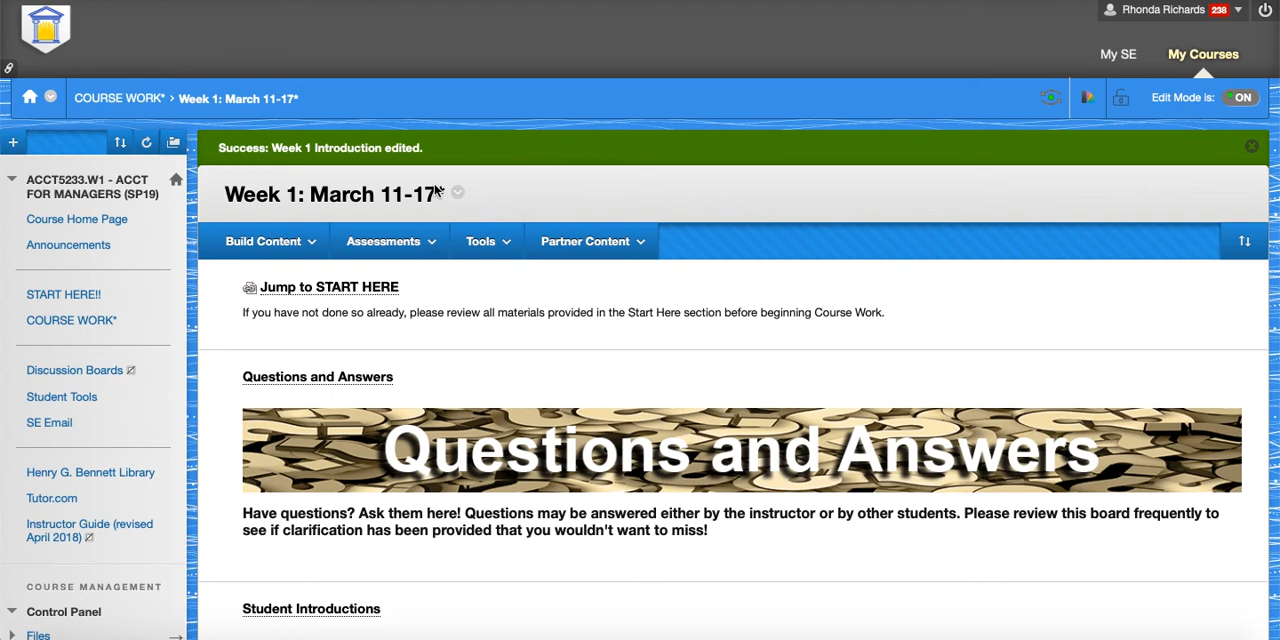 Rhonda Richards 238
My SE
My Courses
COURSE WORK* > Week 1: March 11-17*
Edit Mode is: ON
Success: Week 1 Introduction edited.
ACCT5233.W1 - ACCT
FOR MANAGERS (SP19)
Course Home Page
Announcements
START HERE!!
COURSE WORK*
Discussion Boards
Student Tools
SE Email
Henry G. Bennett Library
Tutor.com
Instructor Guide (revised
April 2018)
COURSE MANAGEMENT
Control Panel
Files
Week 1: March 11-17*
Build Content
Assessments
Tools
Partner Content
Jump to START HERE
If you have not done so already, please review all materials provided in the Start Here section before beginning Course Work.
Questions and Answers
Questions and Answers
Have questions? Ask them here! Questions may be answered either by the instructor or by other students. Please review this board frequently to
see if clarification has been provided that you wouldn't want to miss!
Student Introductions